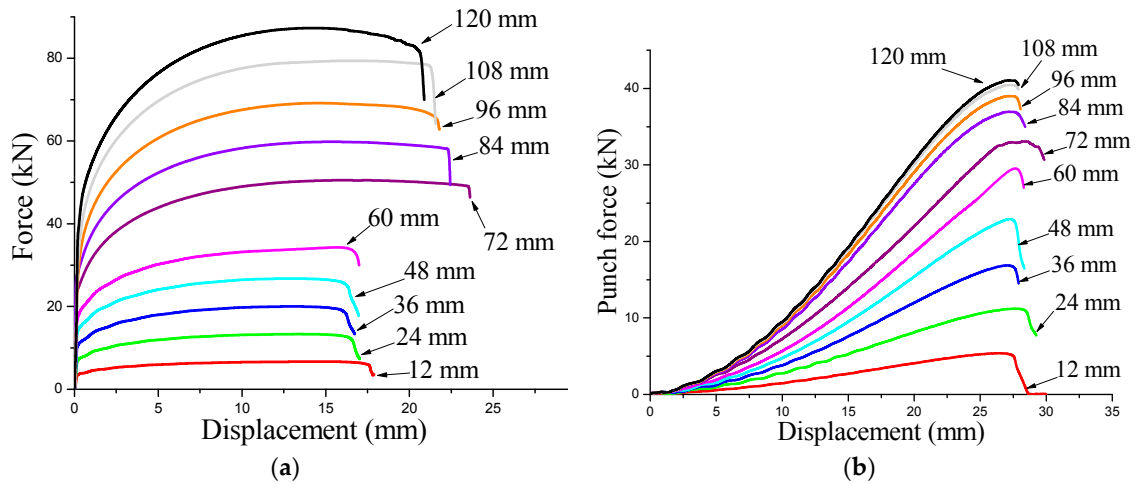 80
60
40
20
0
0
5
10
15
20
25
Force (kN)
Displacement (mm)
120 mm
108 mm
96 mm
84 mm
72 mm
60 mm
48 mm
36 mm
24 mm
12 mm
(a)
40
30
20
10
0
0
5
10
15
20
25
30
35
Punch force (kN)
Displacement (mm)
120 mm
108 mm
96 mm
84 mm
72 mm
60 mm
48 mm
36 mm
24 mm
12 mm
(b)